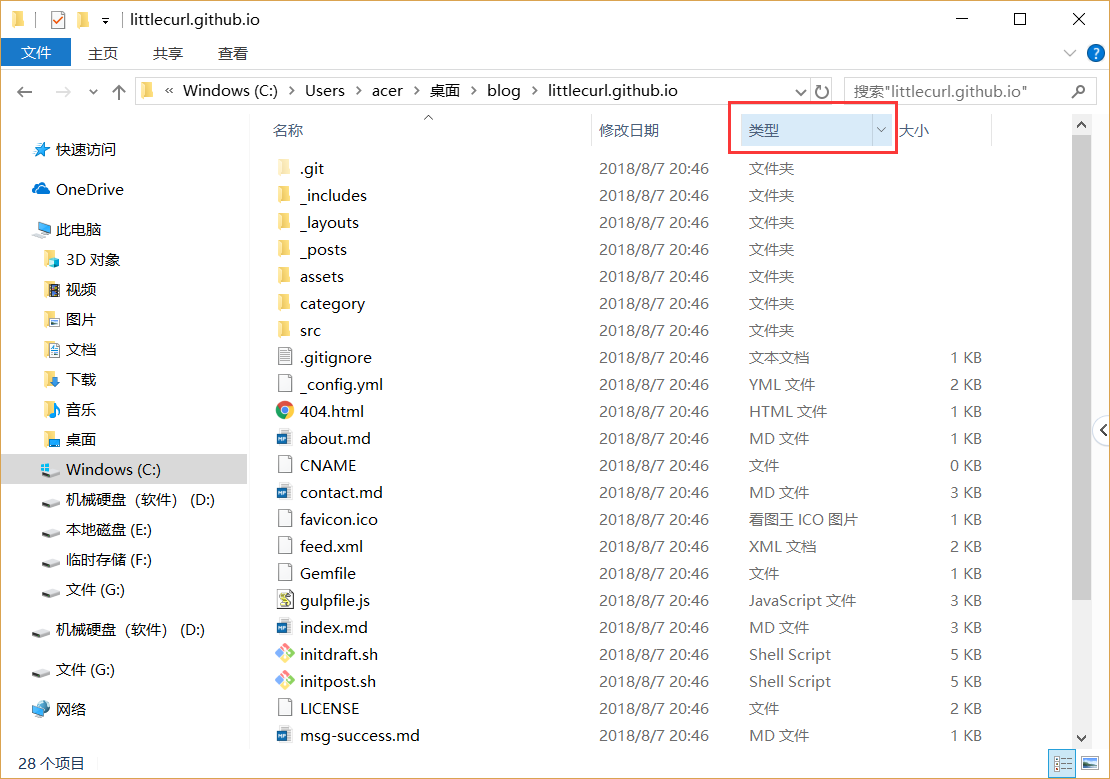 littlecurl.github.io
文件 主页 共享 查看
« Windows (C:) › Users › acer › 桌面 › blog › littlecurl.github.io 搜索"littlecurl.github.io"
名称 修改日期 类型 大小
快速访问
OneDrive
此电脑
3D 对象
视频
图片
文档
下载
音乐
桌面
Windows (C:)
机械硬盘（软件） (D:)
本地磁盘 (E:)
临时存储 (F:)
文件 (G:)
机械硬盘（软件） (D:)
文件 (G:)
网络
.git 2018/8/7 20:46 文件夹
_includes 2018/8/7 20:46 文件夹
_layouts 2018/8/7 20:46 文件夹
_posts 2018/8/7 20:46 文件夹
assets 2018/8/7 20:46 文件夹
category 2018/8/7 20:46 文件夹
src 2018/8/7 20:46 文件夹
.gitignore 2018/8/7 20:46 文本文档 1 KB
_config.yml 2018/8/7 20:46 YML 文件 2 KB
404.html 2018/8/7 20:46 HTML 文件 1 KB
about.md 2018/8/7 20:46 MD 文件 1 KB
CNAME 2018/8/7 20:46 文件 0 KB
contact.md 2018/8/7 20:46 MD 文件 3 KB
favicon.ico 2018/8/7 20:46 看图王 ICO 图片 1 KB
feed.xml 2018/8/7 20:46 XML 文档 2 KB
Gemfile 2018/8/7 20:46 文件 1 KB
gulpfile.js 2018/8/7 20:46 JavaScript 文件 3 KB
index.md 2018/8/7 20:46 MD 文件 3 KB
initdraft.sh 2018/8/7 20:46 Shell Script 5 KB
initpost.sh 2018/8/7 20:46 Shell Script 5 KB
LICENSE 2018/8/7 20:46 文件 2 KB
msg-success.md 2018/8/7 20:46 MD 文件 1 KB
28 个项目